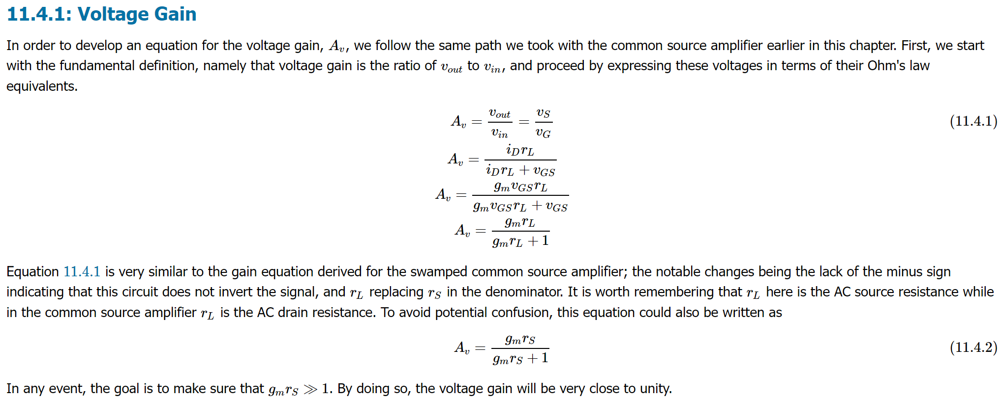 11.4.1: Voltage Gain
In order to develop an equation for the voltage gain, A_v, we follow the same path we took with the common source amplifier earlier in this chapter. First, we start
with the fundamental definition, namely that voltage gain is the ratio of v_out to v_in, and proceed by expressing these voltages in terms of their Ohm's law
equivalents.
A_v = v_out / v_in = v_S / v_G (11.4.1)
A_v = i_D r_L / (i_D r_L + v_GS)
A_v = g_m v_GS r_L / (g_m v_GS r_L + v_GS)
A_v = g_m r_L / (g_m r_L + 1)
Equation 11.4.1 is very similar to the gain equation derived for the swamped common source amplifier; the notable changes being the lack of the minus sign
indicating that this circuit does not invert the signal, and r_L replacing r_S in the denominator. It is worth remembering that r_L here is the AC source resistance while
in the common source amplifier r_L is the AC drain resistance. To avoid potential confusion, this equation could also be written as
A_v = g_m r_S / (g_m r_S + 1) (11.4.2)
In any event, the goal is to make sure that g_m r_S ≫ 1. By doing so, the voltage gain will be very close to unity.